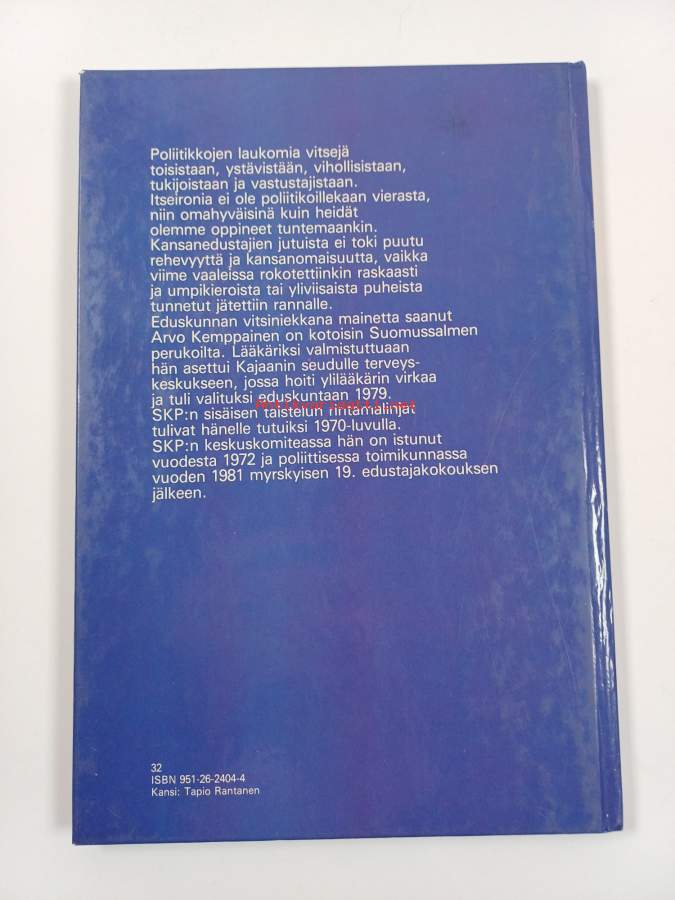 Poliitikkojen laukomia vitsejä
toisistaan, ystävistään, vihollisistaan,
tukijoistaan ja vastustajistaan.
Itseironia ei ole poliitikoillekaan vierasta,
niin omahyväisinä kuin heidät
olemme oppineet tuntemaankin.
Kansanedustajien jutuista ei toki puutu
rehevyyttä ja kansanomaisuutta, vaikka
viime vaaleissa rokotettiinkin raskaasti
ja umpikieroista tai yliviisaista puheista
tunnetut jätettiin rannalle.
Eduskunnan vitsiniekkana mainetta saanut
Arvo Kemppainen on kotoisin Suomussalmen
perukoilta. Lääkäriksi valmistuttuaan
hän asettui Kajaanin seudulle terveys-
keskukseen, jossa hoiti ylilääkärin virkaa
ja tuli valituksi eduskuntaan 1979.
Antikvariaatti.net
SKP:n sisäisen taistelun rintamalinjat
tulivat hänelle tutuiksi 1970-luvulla.
SKP:n keskuskomiteassa hän on istunut
vuodesta 1972 ja poliittisessa toimikunnassa
vuoden 1981 myrskyisen 19. edustajakokouksen
jälkeen.
32
ISBN 951-26-2404-4
Kansi: Tapio Rantanen